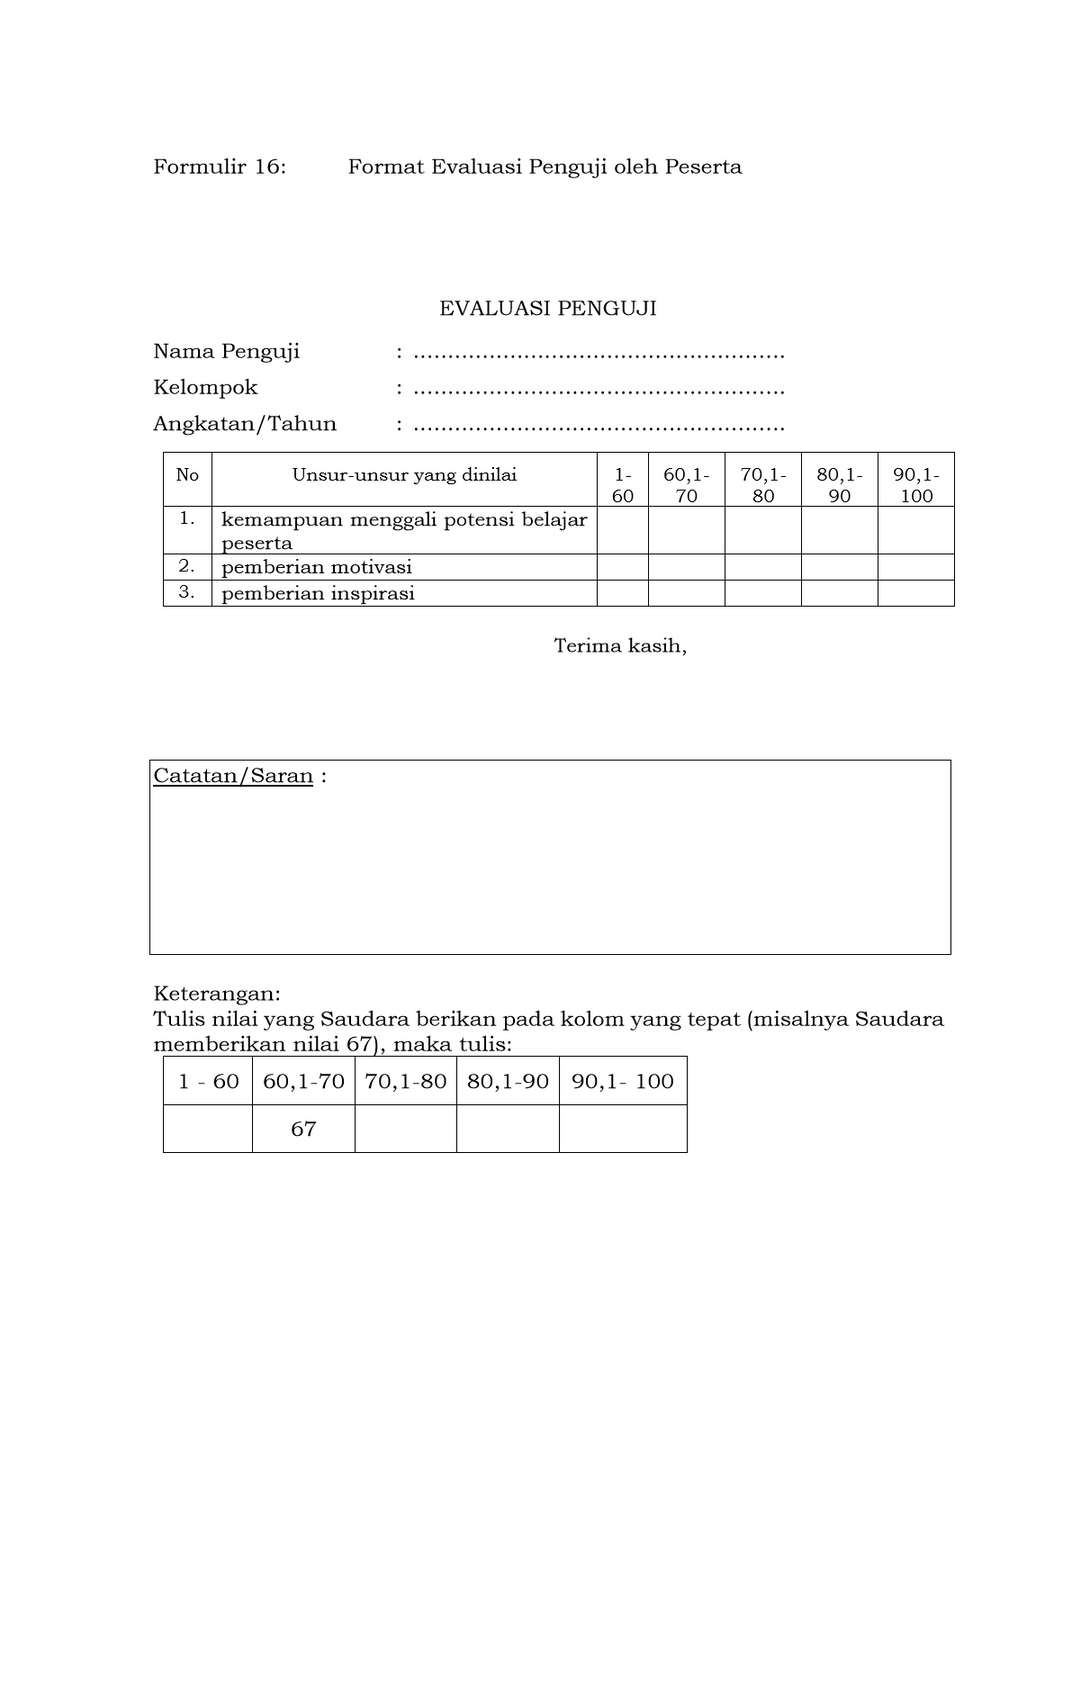 Formulir 16: Format Evaluasi Penguji oleh Peserta
EVALUASI PENGUJI
Nama Penguji : ......................................................
Kelompok : ......................................................
Angkatan/Tahun : ......................................................
No Unsur-unsur yang dinilai 1-60 60,1-70 70,1-80 80,1-90 90,1-100
1. kemampuan menggali potensi belajar
peserta
2. pemberian motivasi
3. pemberian inspirasi
Terima kasih,
Catatan/Saran :
Keterangan:
Tulis nilai yang Saudara berikan pada kolom yang tepat (misalnya Saudara
memberikan nilai 67), maka tulis:
1 - 60 60,1-70 70,1-80 80,1-90 90,1- 100
67